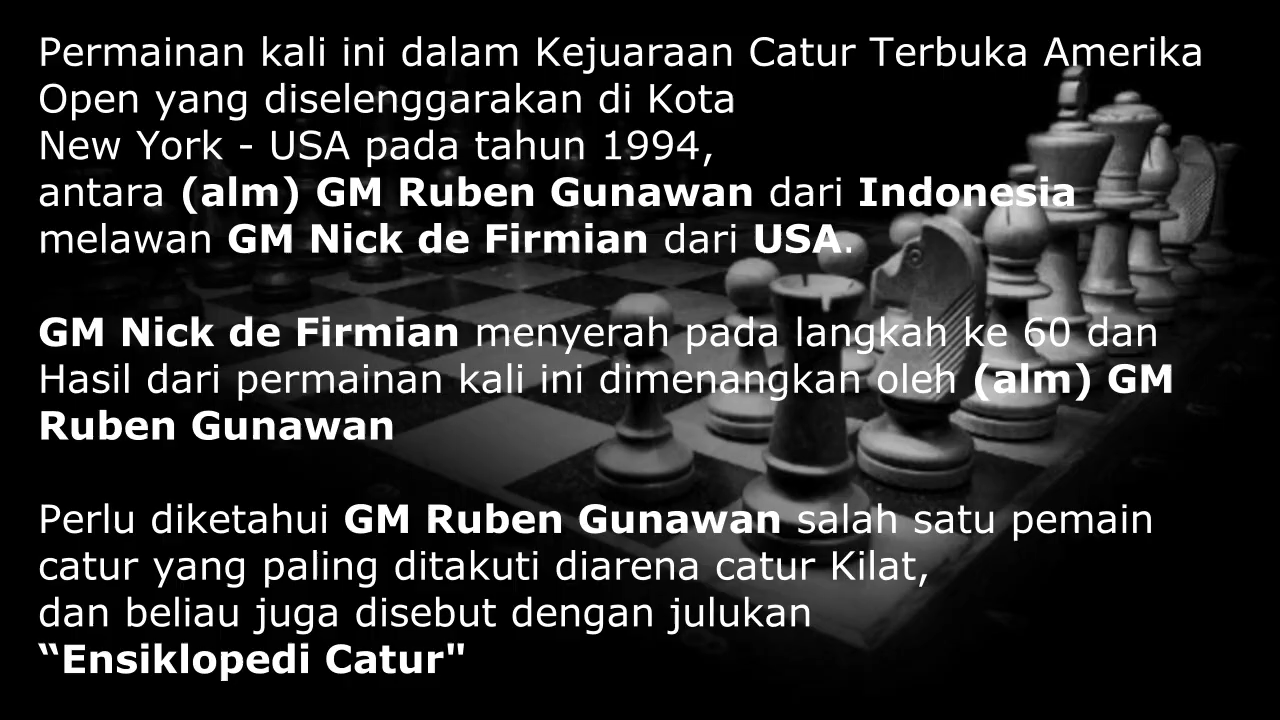 Permainan kali ini dalam Kejuaraan Catur Terbuka Amerika
Open yang diselenggarakan di Kota
New York - USA pada tahun 1994,
antara (alm) GM Ruben Gunawan dari Indonesia
melawan GM Nick de Firmian dari USA.
GM Nick de Firmian menyerah pada langkah ke 60 dan
Hasil dari permainan kali ini dimenangkan oleh (alm) GM
Ruben Gunawan
Perlu diketahui GM Ruben Gunawan salah satu pemain
catur yang paling ditakuti diarena catur Kilat,
dan beliau juga disebut dengan julukan
“Ensiklopedi Catur"